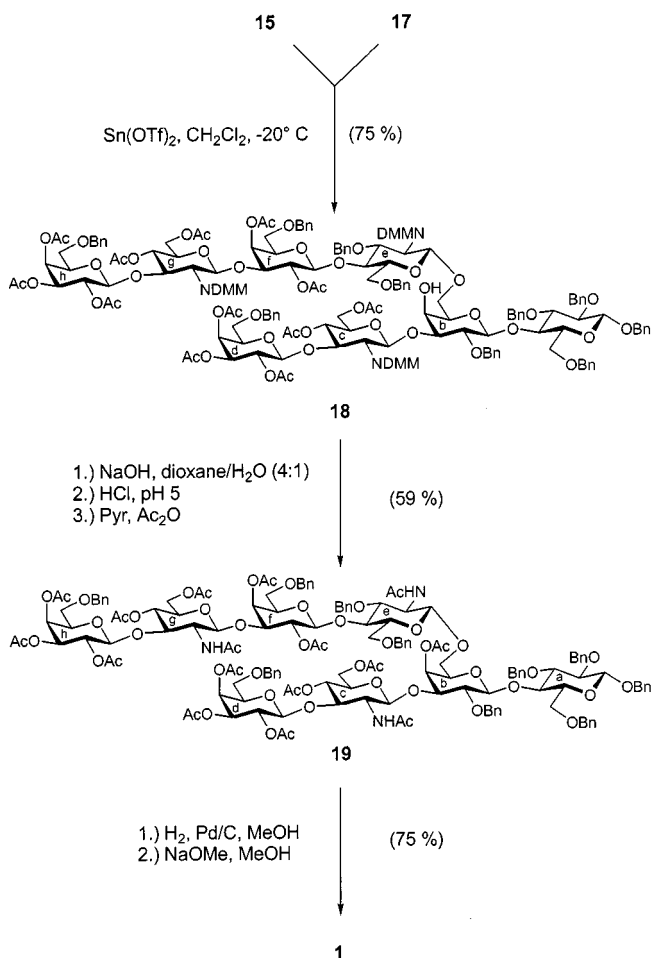 15 17
Sn(OTf)₂, CH₂Cl₂, -20° C (75 %)
DMMN
OAc OBn OAc OAc OBn BnO e
AcO g f O
h O O O O O OBn O
AcO OAc NDMM OAc OH BnO OBn
OAc OBn AcO OAc b O OBn
d O c O O O
AcO OAc NDMM OBn OBn
18
1.) NaOH, dioxane/H₂O (4:1)
2.) HCl, pH 5
3.) Pyr, Ac₂O
(59 %)
AcHN
OAc OBn OAc OAc OBn BnO e
AcO g f O
h O O O O O OBn O
AcO OAc NHAc OAc OAc BnO OBn
OAc OBn AcO OAc b O a OBn
d O c O O O
AcO OAc NHAc OBn OBn
19
1.) H₂, Pd/C, MeOH
2.) NaOMe, MeOH
(75 %)
1